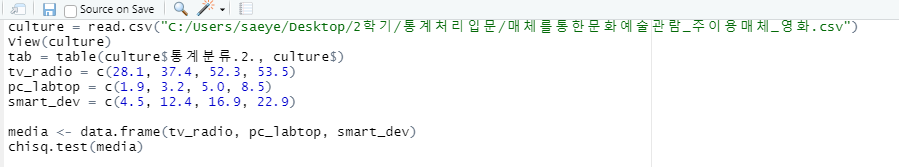 Source on Save
culture = read.csv("C:/Users/saeye/Desktop/2학기/통계처리입문/매체를통한문화예술관람_주이용매체_영화.csv")
View(culture)
tab = table(culture$통계분류.2., culture$)
tv_radio = c(28.1, 37.4, 52.3, 53.5)
pc_labtop = c(1.9, 3.2, 5.0, 8.5)
smart_dev = c(4.5, 12.4, 16.9, 22.9)
media <- data.frame(tv_radio, pc_labtop, smart_dev)
chisq.test(media)